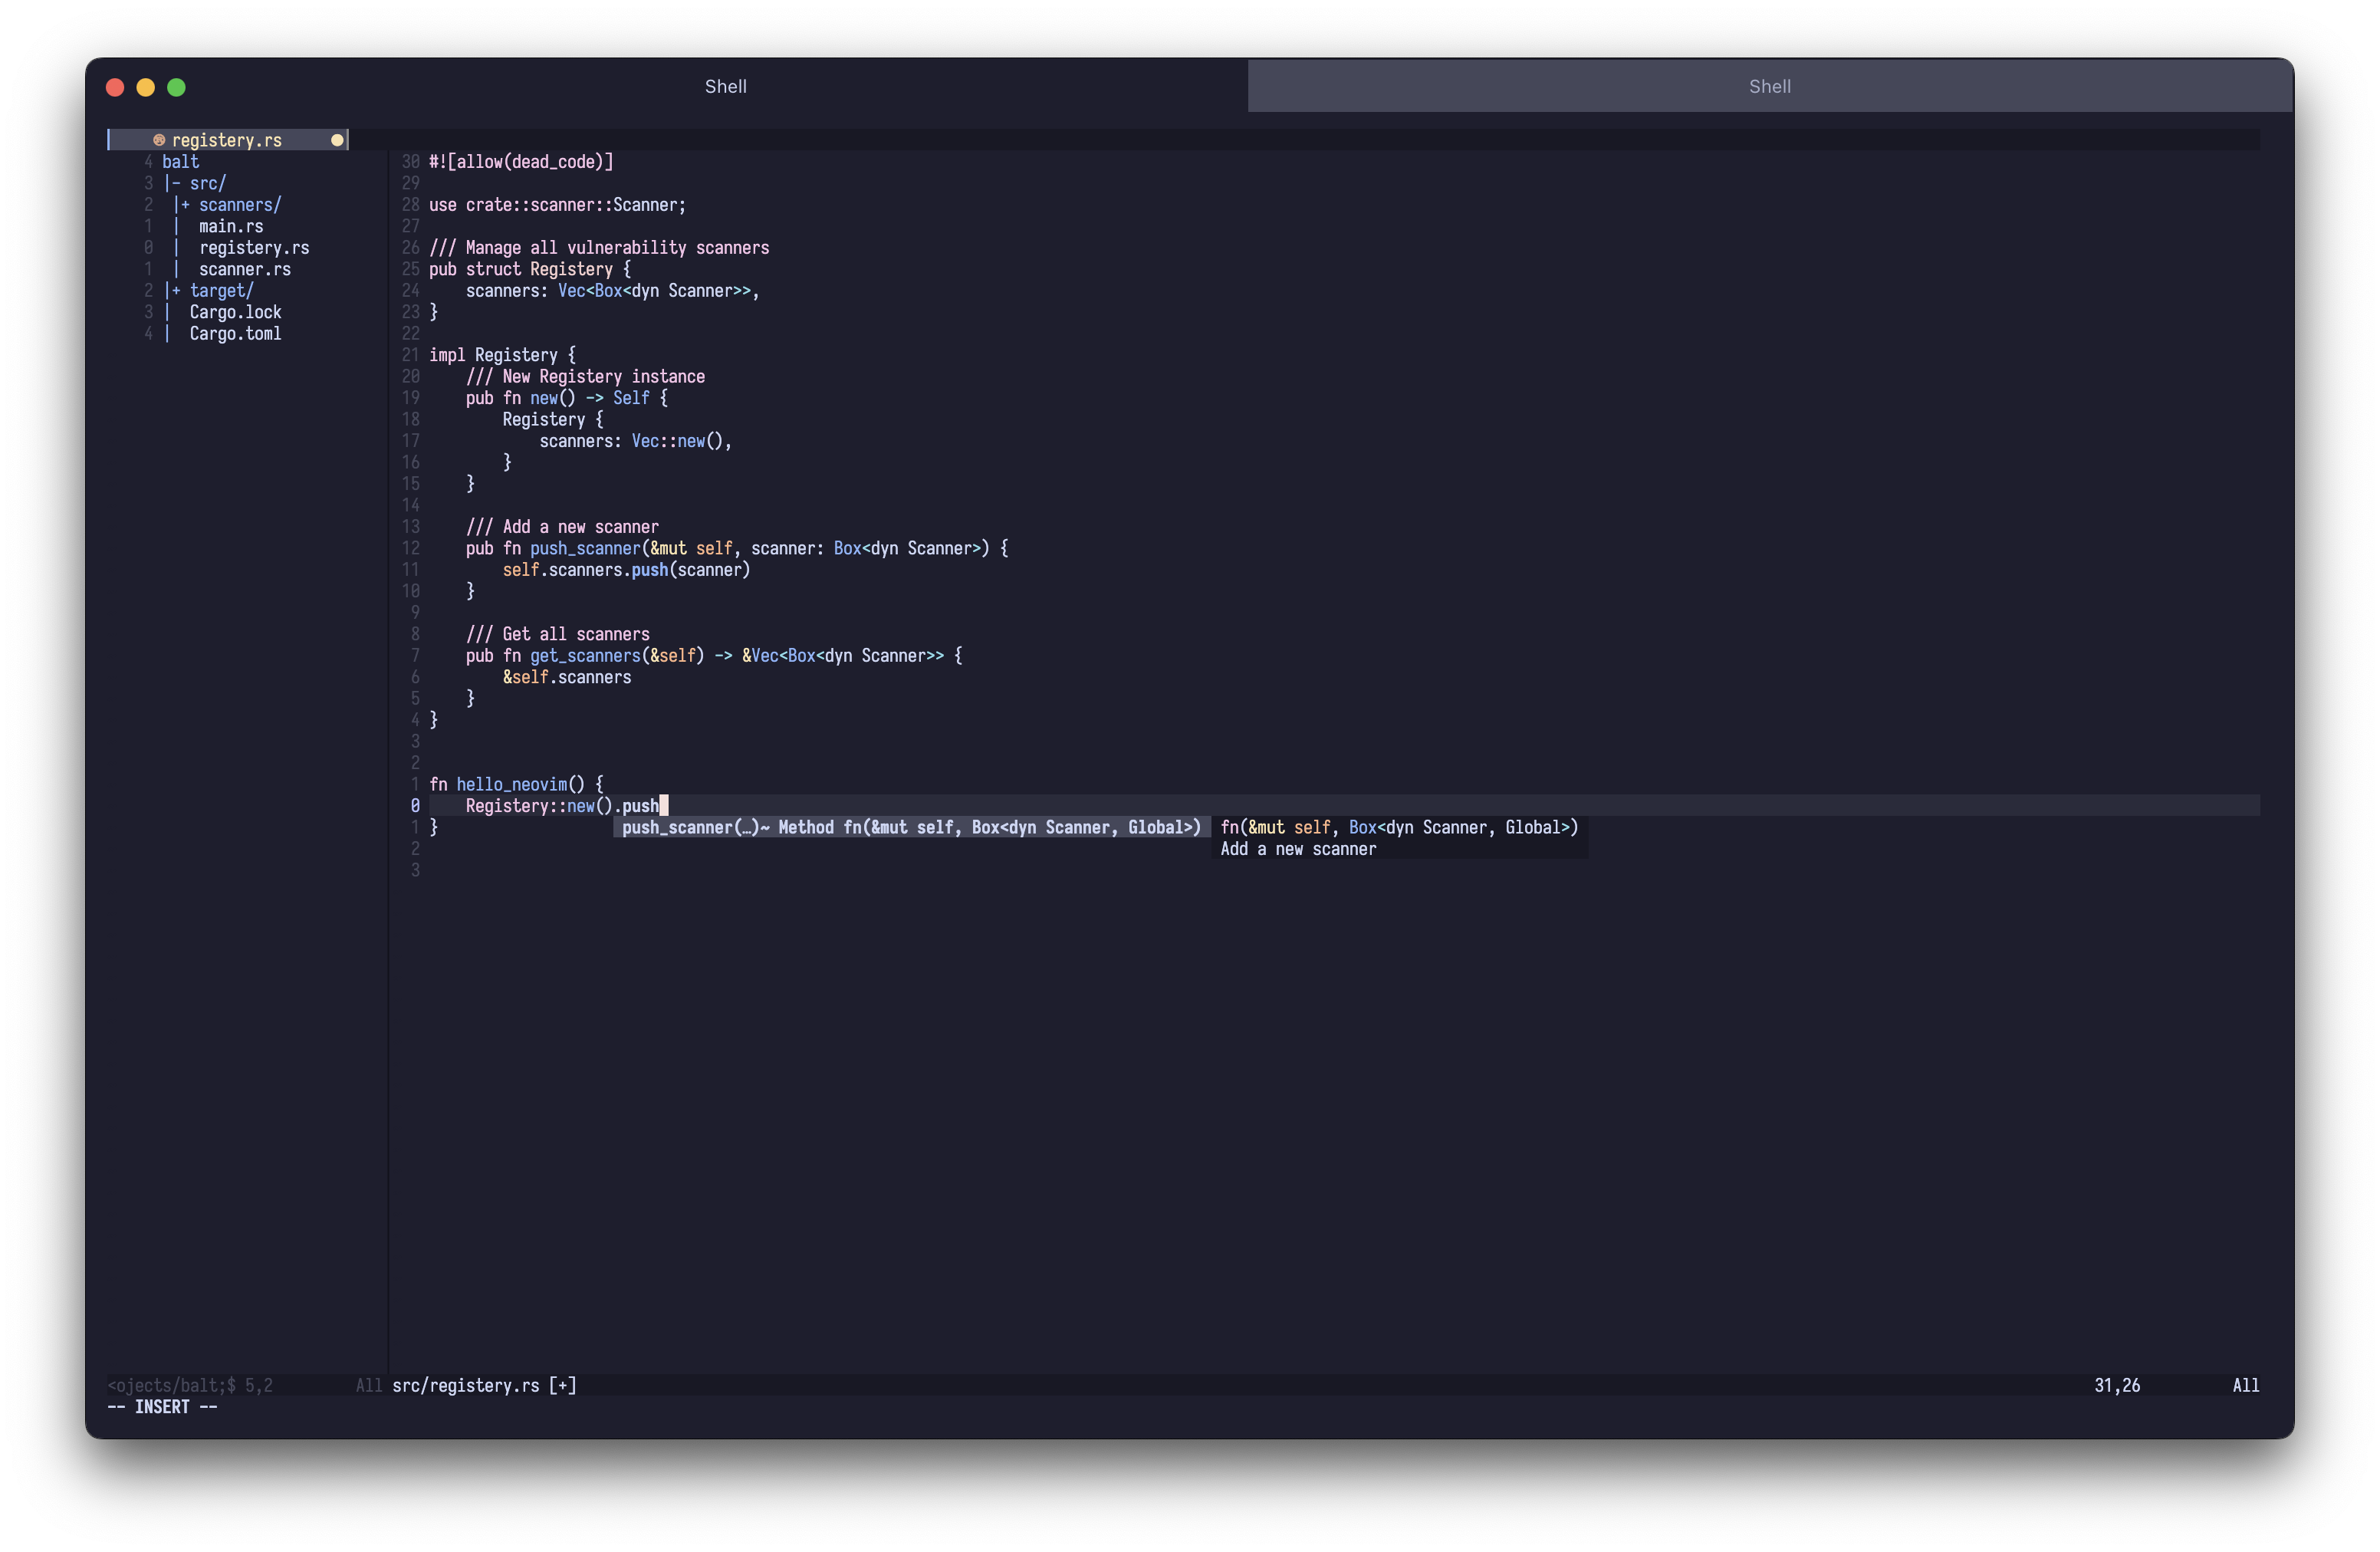 Shell Shell
registery.rs
4 balt
3 |- src/
2 |+ scanners/
1 | main.rs
0 | registery.rs
1 | scanner.rs
2 |+ target/
3 | Cargo.lock
4 | Cargo.toml
30 #![allow(dead_code)]
29
28 use crate::scanner::Scanner;
27
26 /// Manage all vulnerability scanners
25 pub struct Registery {
24     scanners: Vec<Box<dyn Scanner>>,
23 }
22
21 impl Registery {
20     /// New Registery instance
19     pub fn new() -> Self {
18         Registery {
17             scanners: Vec::new(),
16         }
15     }
14
13     /// Add a new scanner
12     pub fn push_scanner(&mut self, scanner: Box<dyn Scanner>) {
11         self.scanners.push(scanner)
10     }
9
8     /// Get all scanners
7     pub fn get_scanners(&self) -> &Vec<Box<dyn Scanner>> {
6         &self.scanners
5     }
4 }
3
2
1 fn hello_neovim() {
0     Registery::new().push
1 } push_scanner(…)~ Method fn(&mut self, Box<dyn Scanner, Global>) fn(&mut self, Box<dyn Scanner, Global>)
2 Add a new scanner
3
<ojects/balt;$ 5,2 All src/registery.rs [+] 31,26 All
-- INSERT --